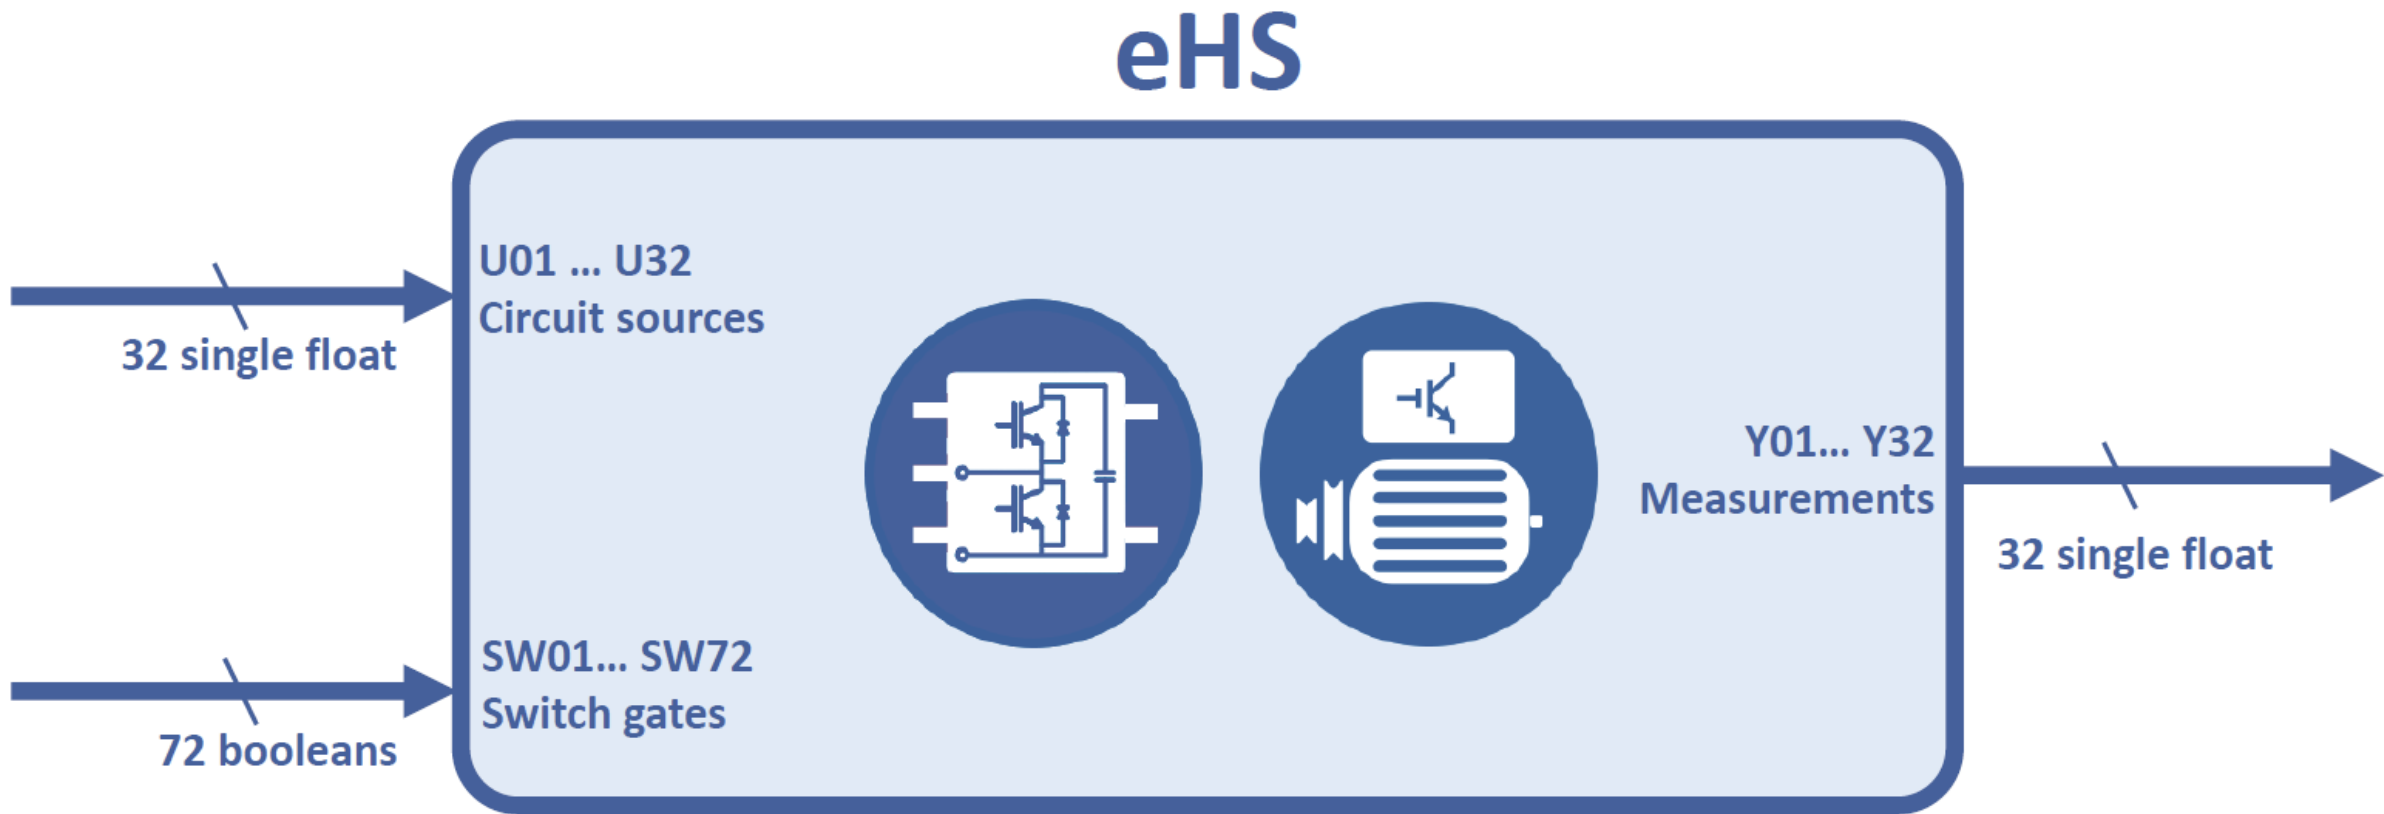 eHS
U01 ... U32
Circuit sources
32 single float
Y01... Y32
Measurements
32 single float
SW01... SW72
Switch gates
72 booleans